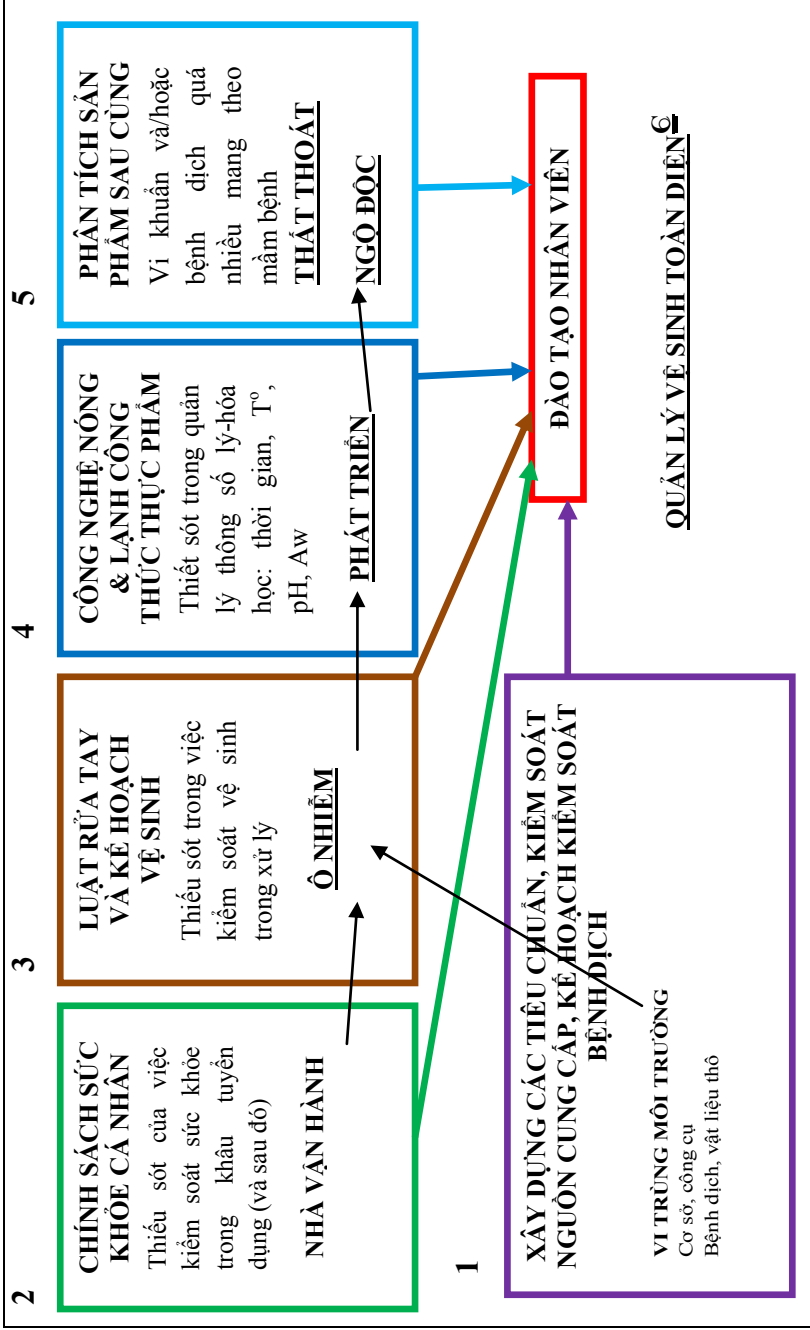 2
CHÍNH SÁCH SỨC
KHỎE CÁ NHÂN
Thiếu sót của việc
kiểm soát sức khỏe
trong khâu tuyển
dụng (và sau đó)
NHÀ VẬN HÀNH
3
LUẬT RỬA TAY
VÀ KẾ HOẠCH
VỆ SINH
Thiếu sót trong việc
kiểm soát vệ sinh
trong xử lý
Ô NHIỄM
4
CÔNG NGHỆ NÓNG
& LẠNH CÔNG
THỨC THỰC PHẨM
Thiết sót trong quản
lý thông số lý-hóa
học: thời gian, Tº,
pH, Aw
PHÁT TRIỂN
5
PHÂN TÍCH SẢN
PHẨM SAU CÙNG
Vi khuẩn và/hoặc
bệnh dịch quá
nhiều mang theo
mầm bệnh
THẤT THOÁT
NGỘ ĐỘC
1
XÂY DỰNG CÁC TIÊU CHUẨN, KIỂM SOÁT
NGUỒN CUNG CẤP, KẾ HOẠCH KIỂM SOÁT
BỆNH DỊCH
VI TRÙNG MÔI TRƯỜNG
Cơ sở, công cụ
Bệnh dịch, vật liệu thô
ĐÀO TẠO NHÂN VIÊN
QUẢN LÝ VỆ SINH TOÀN DIỆN
6